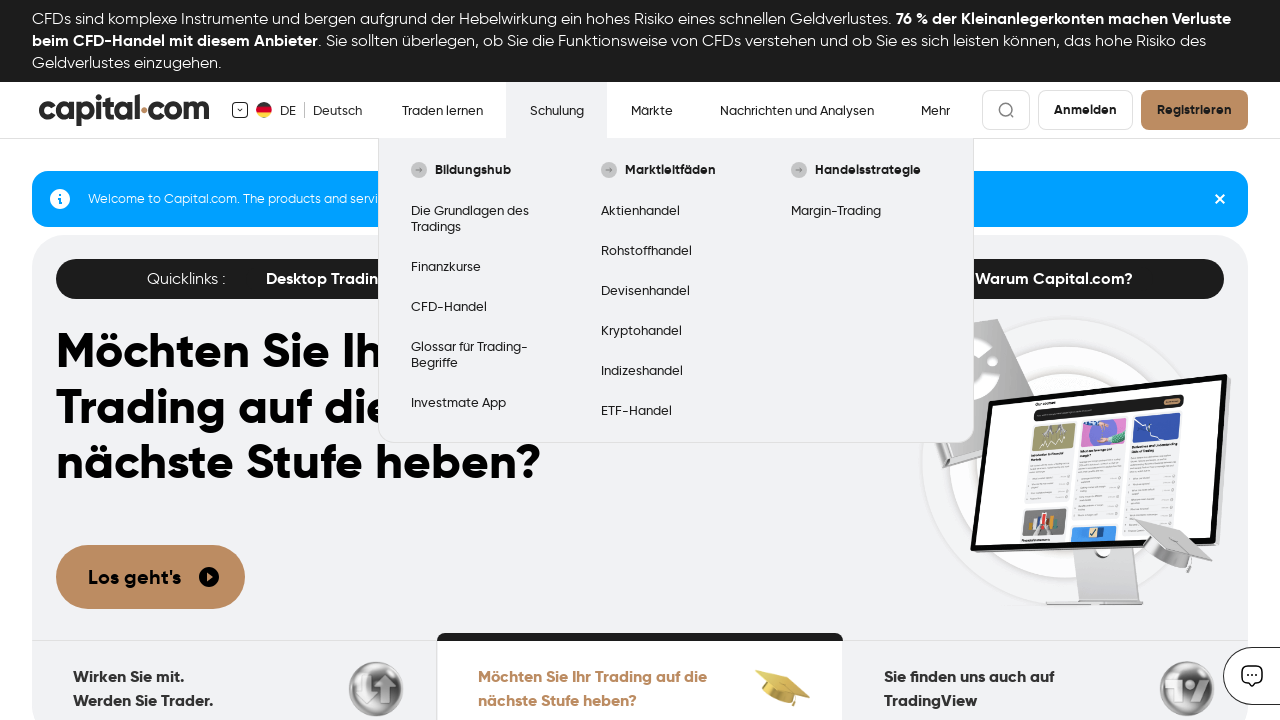 CFDs sind komplexe Instrumente und bergen aufgrund der Hebelwirkung ein hohes Risiko eines schnellen Geldverlustes. 76 % der Kleinanlegerkonten machen Verluste
beim CFD-Handel mit diesem Anbieter. Sie sollten überlegen, ob Sie die Funktionsweise von CFDs verstehen und ob Sie es sich leisten können, das hohe Risiko des
Geldverlustes einzugehen.
capital.com DE Deutsch Traden lernen Schulung Märkte Nachrichten und Analysen Mehr Anmelden Registrieren
Bildungshub
Die Grundlagen des
Tradings
Finanzkurse
CFD-Handel
Glossar für Trading-
Begriffe
Investmate App
Marktleitfäden
Aktienhandel
Rohstoffhandel
Devisenhandel
Kryptohandel
Indizeshandel
ETF-Handel
Handelsstrategie
Margin-Trading
Welcome to Capital.com. The products and servi
Quicklinks : Desktop Tradin Warum Capital.com?
Möchten Sie Ih
Trading auf die
nächste Stufe heben?
Los geht's
Wirken Sie mit.
Werden Sie Trader.
Möchten Sie Ihr Trading auf die
nächste Stufe heben?
Sie finden uns auch auf
TradingView